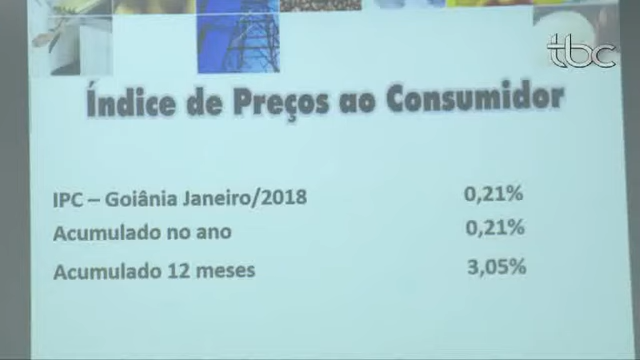 tbc
Índice de Preços ao Consumidor
IPC – Goiânia Janeiro/2018 0,21%
Acumulado no ano 0,21%
Acumulado 12 meses 3,05%